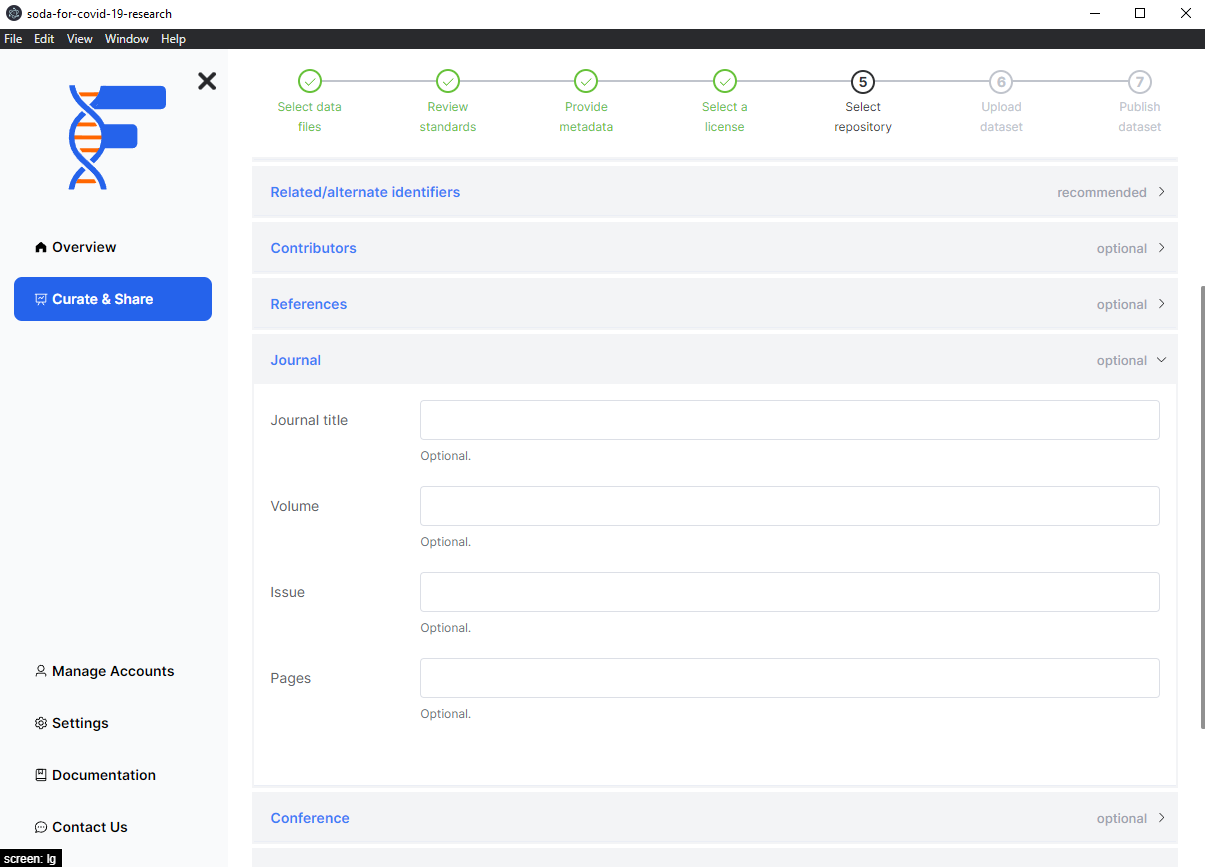 soda-for-covid-19-research
File Edit View Window Help
5
6
7
Select data
files
Review
standards
Provide
metadata
Select a
license
Select
repository
Upload
dataset
Publish
dataset
Overview
Curate & Share
Manage Accounts
Settings
Documentation
Contact Us
screen: lg
Related/alternate identifiers recommended
Contributors optional
References optional
Journal optional
Journal title
Optional.
Volume
Optional.
Issue
Optional.
Pages
Optional.
Conference optional